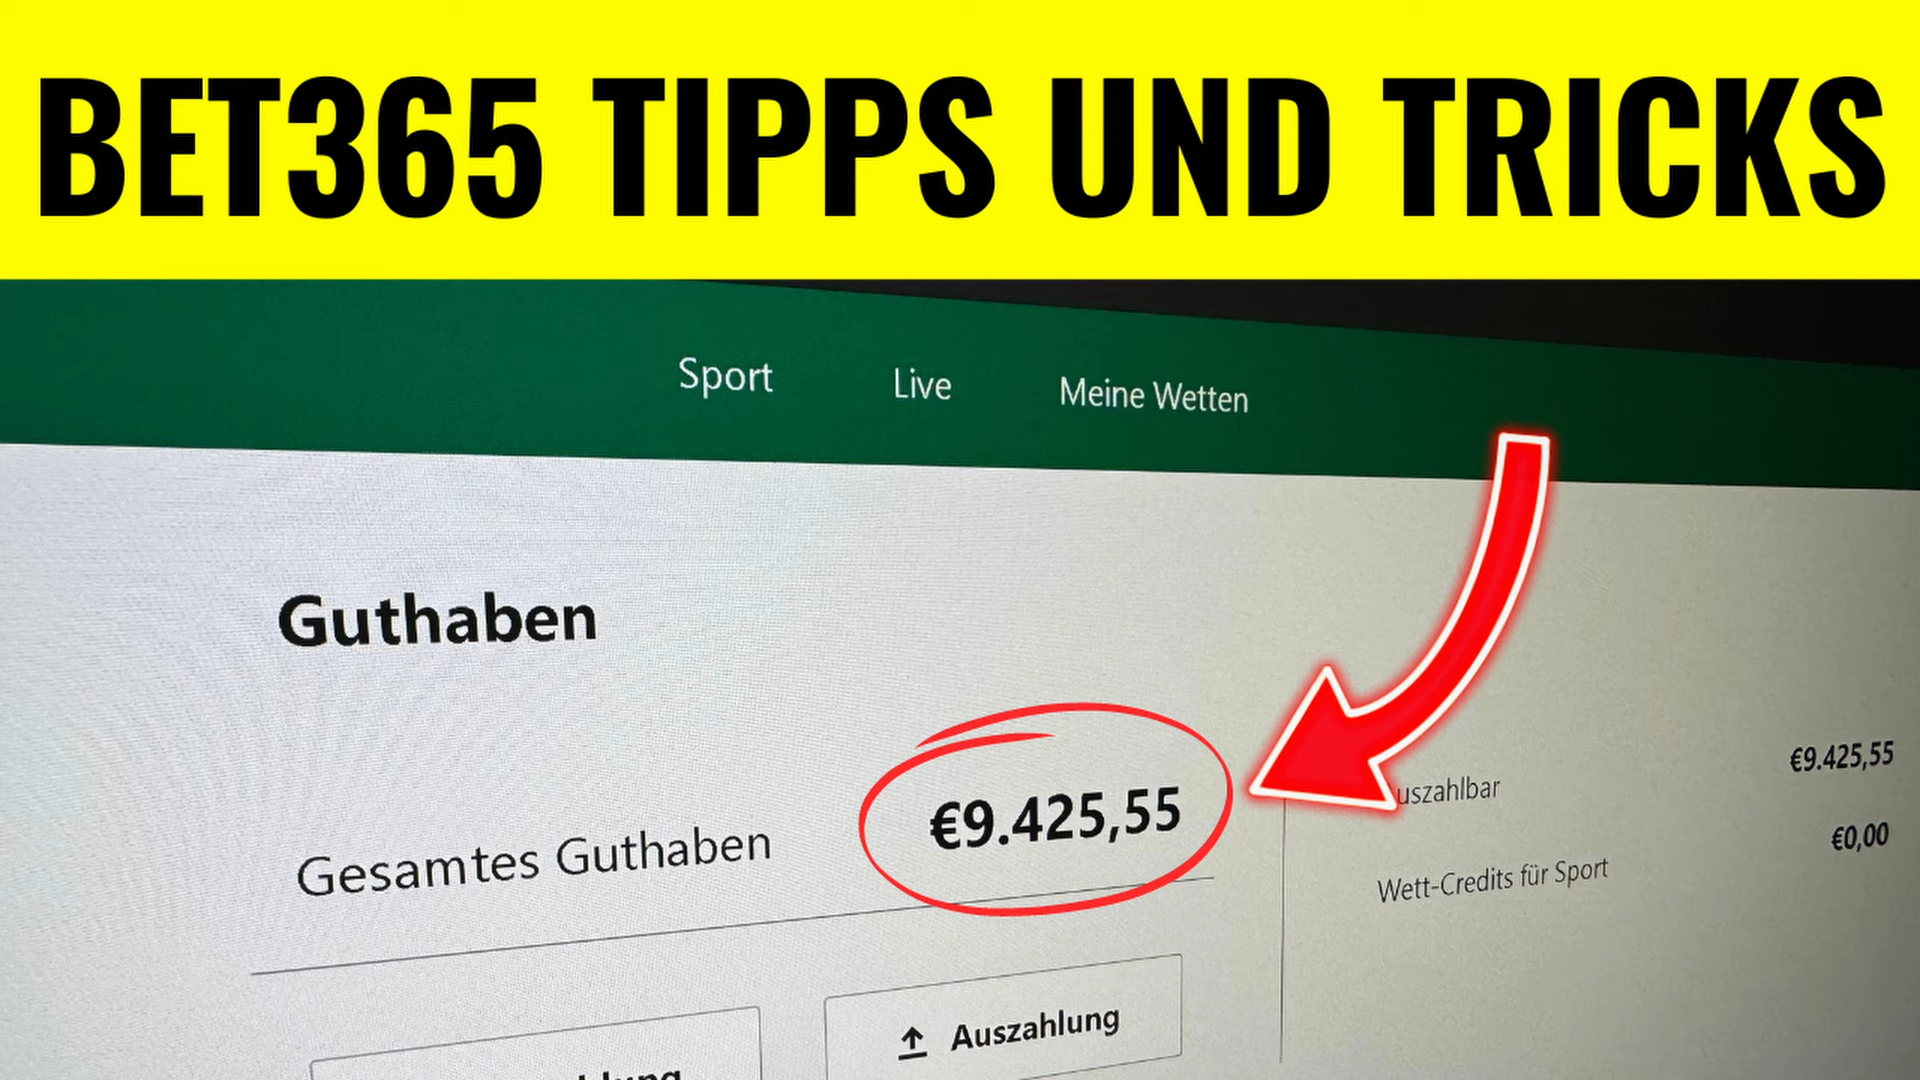 BET365 TIPPS UND TRICKS
Sport Live Meine Wetten
Guthaben
Gesamtes Guthaben €9.425,55
€9.425,55
€0,00
Wett-Credits für Sport
Auszahlung